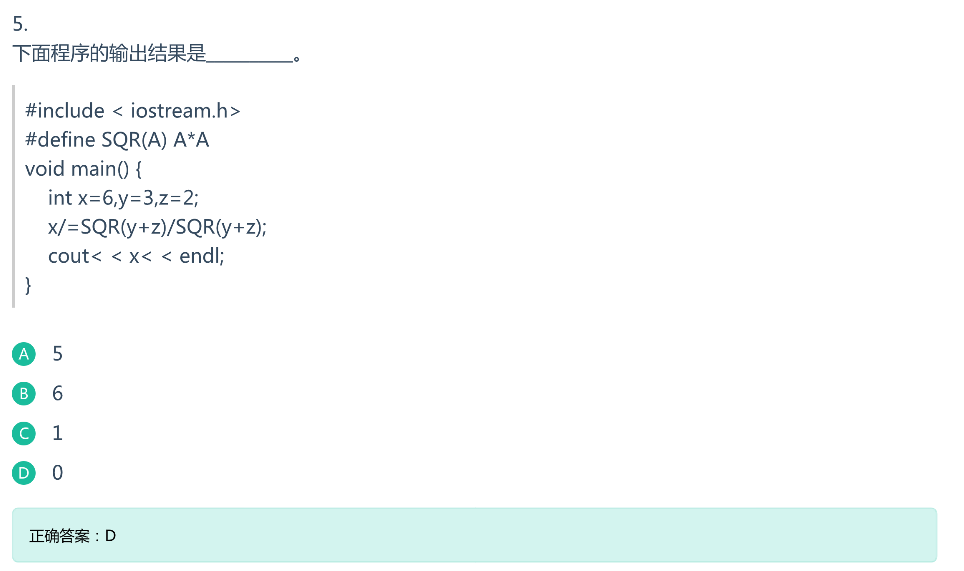 5.
下面程序的输出结果是_________。
#include < iostream.h>
#define SQR(A) A*A
void main() {
int x=6,y=3,z=2;
x/=SQR(y+z)/SQR(y+z);
cout< < x< < endl;
}
A 5
B 6
C 1
D 0
正确答案：D